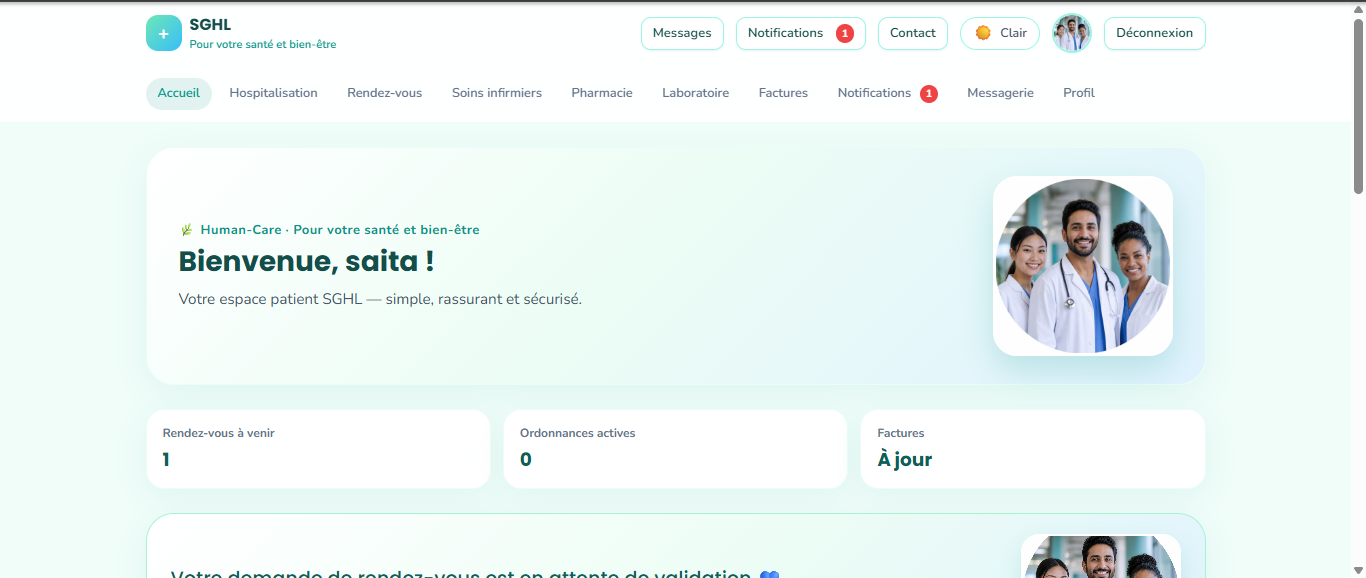 +
SGHL
Pour votre santé et bien-être
Messages
Notifications 1
Contact
Clair
Déconnexion
Accueil
Hospitalisation
Rendez-vous
Soins infirmiers
Pharmacie
Laboratoire
Factures
Notifications 1
Messagerie
Profil
Human-Care · Pour votre santé et bien-être
Bienvenue, saita !
Votre espace patient SGHL — simple, rassurant et sécurisé.
Rendez-vous à venir
1
Ordonnances actives
0
Factures
À jour
Votre demande de rendez-vous est en attente de validation